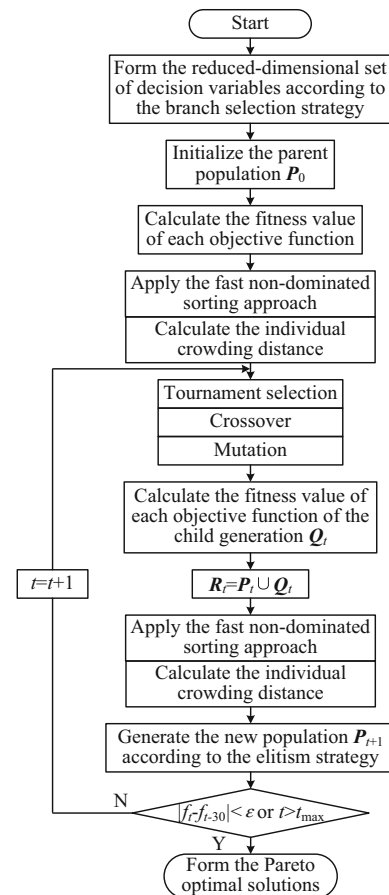 Start
Form the reduced-dimensional set
of decision variables according to
the branch selection strategy
Initialize the parent
population P₀
Calculate the fitness value
of each objective function
Apply the fast non-dominated
sorting approach
Calculate the individual
crowding distance
Tournament selection
Crossover
Mutation
Calculate the fitness value of
each objective function of the
child generation Qₜ
t=t+1
Rₜ=Pₜ∪Qₜ
Apply the fast non-dominated
sorting approach
Calculate the individual
crowding distance
Generate the new population Pₜ₊₁
according to the elitism strategy
N
|fₜ-fₜ₋₃₀|<ε or t>tₘₐₓ
Y
Form the Pareto
optimal solutions